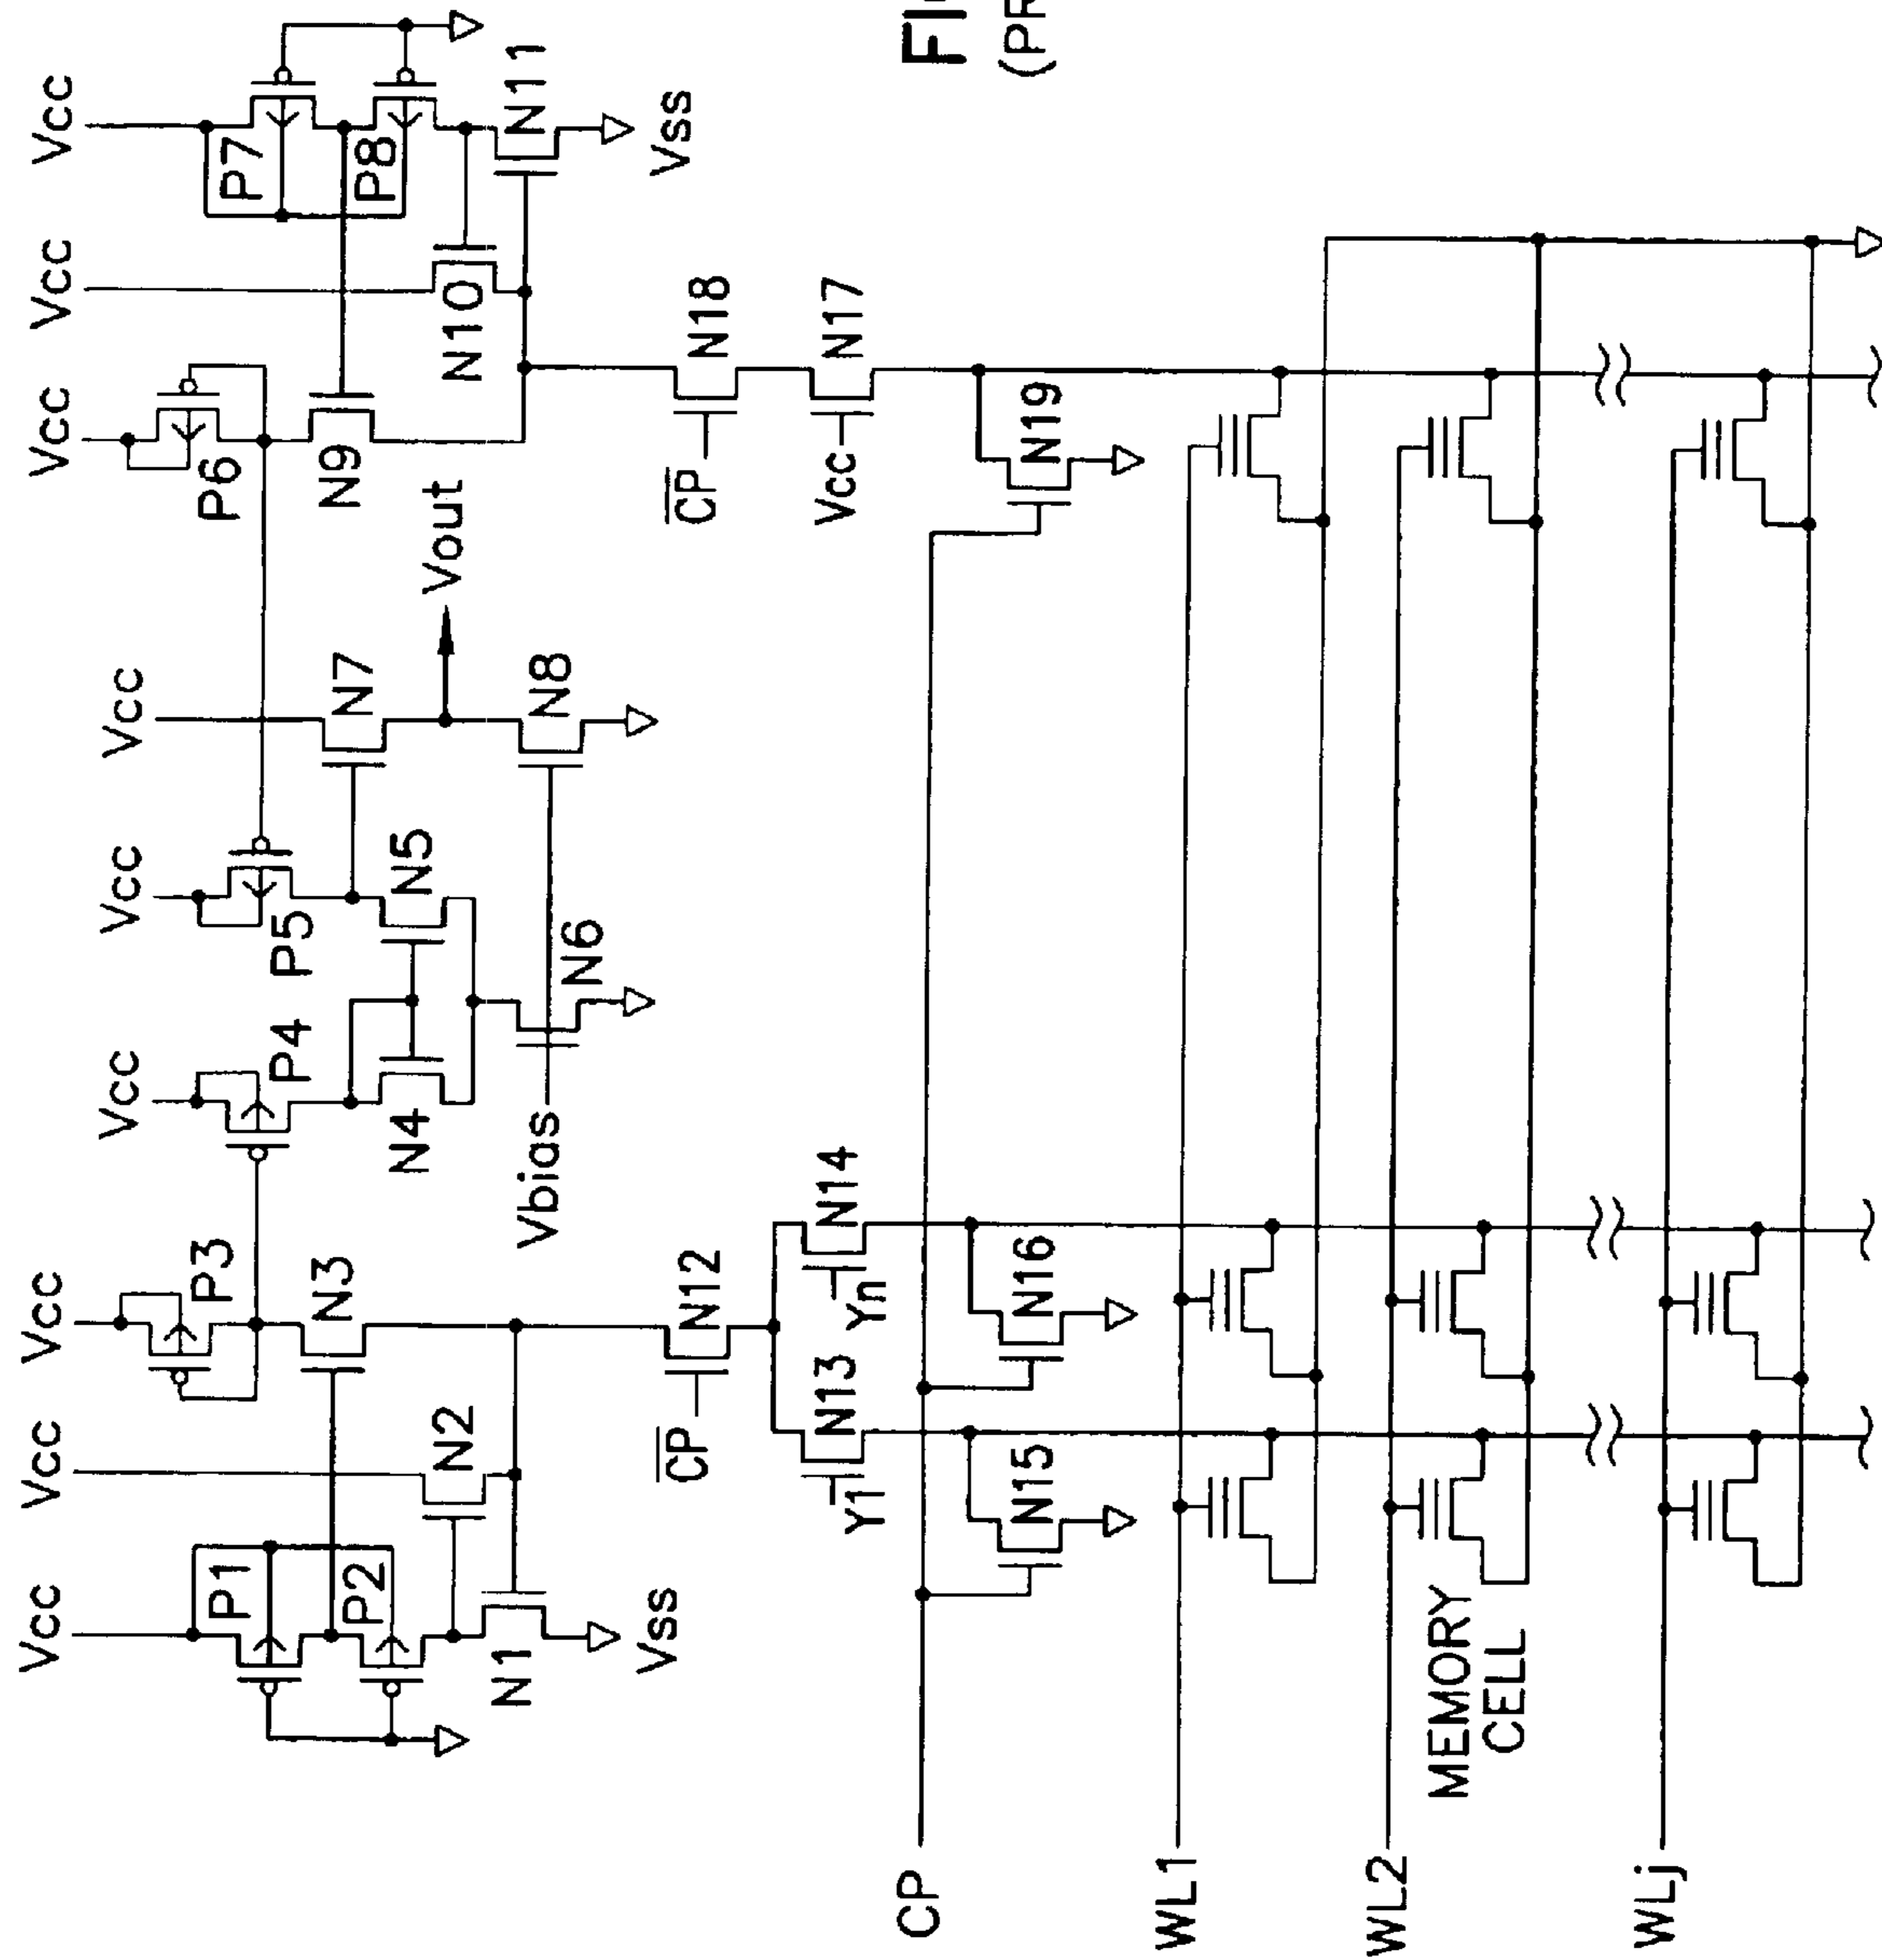 Vcc
Vcc
Vcc
Vcc
Vcc
Vcc
Vcc
Vcc
Vcc
P1
P2
P3
P4
P5
P6
P7
P8
N1
N2
N3
N4
N5
N6
N7
N8
N9
N10
N11
Vss
Vss
Vbias
Vout
CP
N12
CP
N18
Vcc
N17
Y1
N13
Yn
N14
N15
N16
N19
CP
WL1
WL2
WLj
MEMORY
CELL